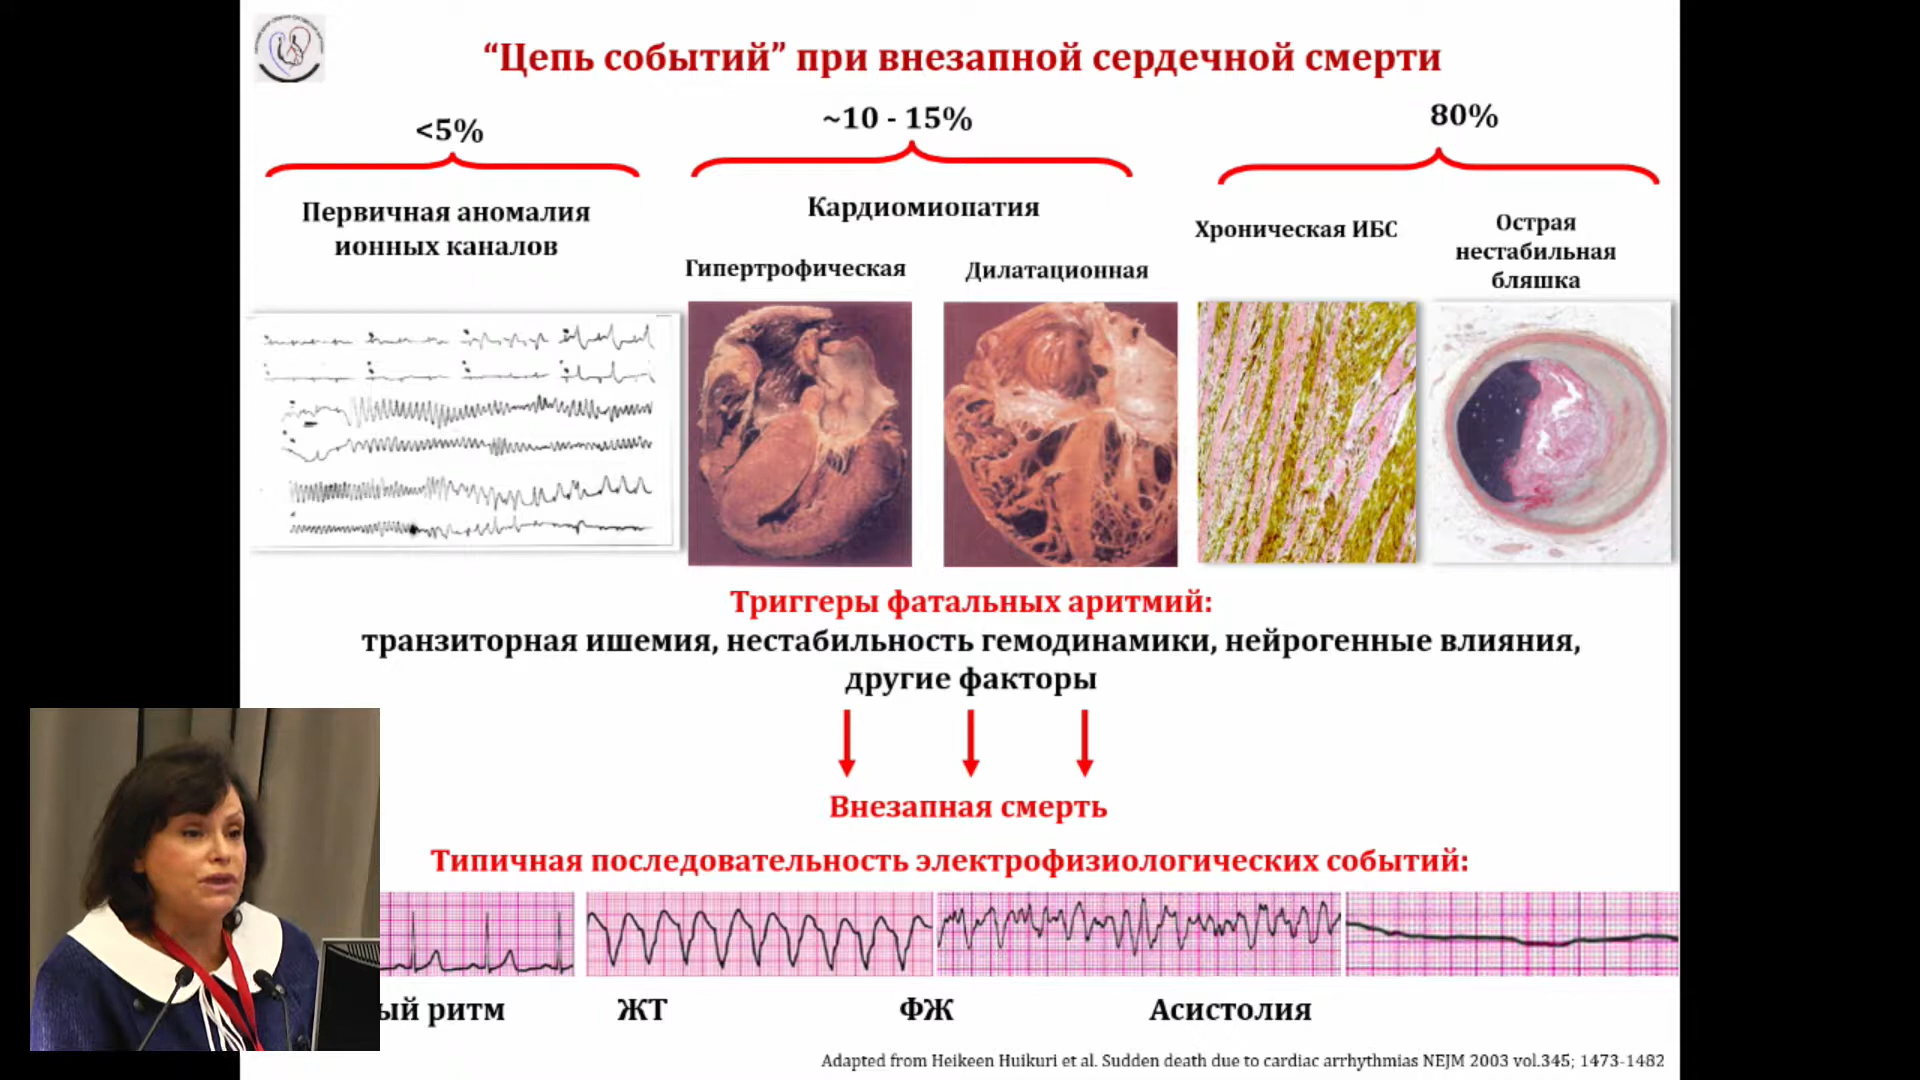 “Цепь событий” при внезапной сердечной смерти
<5%
~10 - 15%
80%
Первичная аномалия
ионных каналов
Кардиомиопатия
Гипертрофическая
Дилатационная
Хроническая ИБС
Острая
нестабильная
бляшка
Триггеры фатальных аритмий:
транзиторная ишемия, нестабильность гемодинамики, нейрогенные влияния,
другие факторы
Внезапная смерть
Типичная последовательность электрофизиологических событий:
ый ритм
ЖТ
ФЖ
Асистолия
Adapted from Heikeen Huikuri et al. Sudden death due to cardiac arrhythmias NEJM 2003 vol.345; 1473-1482